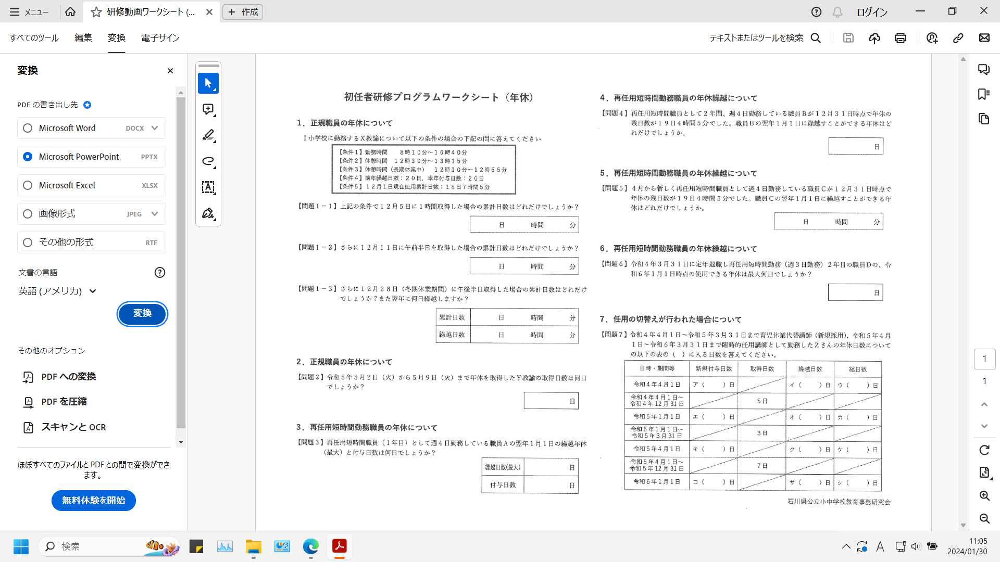 メニュー
研修動画ワークシート (...
作成
ログイン
すべてのツール 編集 変換 電子サイン
テキストまたはツールを検索
変換
PDF の書き出し先
Microsoft Word DOCX
Microsoft PowerPoint PPTX
Microsoft Excel XLSX
画像形式 JPEG
その他の形式 RTF
文書の言語
英語 (アメリカ)
変換
その他のオプション
PDF への変換
PDF を圧縮
スキャンと OCR
ほぼすべてのファイルと PDF との間で変換ができ
ます。
無料体験を開始
初任者研修プログラムワークシート（年休）
１．正規職員の年休について
Ｉ小学校に勤務するＸ教諭について以下の条件の場合の下記の問に答えてください
【条件１】勤務時間　８時１０分～１６時４０分
【条件２】休憩時間　１２時３０分～１３時１５分
【条件３】休憩時間（長期休業中）　１２時１０分～１２時５５分
【条件４】前年繰越日数：２０日，本年付与日数：２０日
【条件５】１２月１日現在使用累計日数：１８日７時間５分
【問題１－１】上記の条件で１２月５日に１時間取得した場合の累計日数はどれだけでしょうか？
日 時間 分
【問題１－２】さらに１２月１１日に午前半日を取得した場合の累計日数はどれだけでしょうか？
日 時間 分
【問題１－３】さらに１２月２８日（冬期休業期間）に午後半日取得した場合の累計日数はどれだけ
でしょうか？また翌年に何日繰越しますか？
累計日数 日 時間 分
繰越日数 日 時間 分
２．正規職員の年休について
【問題２】令和５年５月２日（火）から５月９日（火）まで年休を取得したＹ教諭の取得日数は何日
でしょうか？
日
３．再任用短時間勤務職員の年休について
【問題３】再任用短時間職員（１年目）として週４日勤務している職員Ａの翌年１月１日の繰越年休
（最大）と付与日数は何日でしょうか？
繰越日数(最大) 日
付与日数 日
４．再任用短時間勤務職員の年休繰越について
【問題４】再任用短時間職員として２年間、週４日勤務している職員Ｂが１２月３１日時点で年休の
残日数が１９日４時間５分でした。職員Ｂの翌年１月１日に繰越すことができる年休はど
れだけでしょうか。
日
５．再任用短時間勤務職員の年休繰越について
【問題５】４月から新しく再任用短時間職員として週４日勤務している職員Ｃが１２月３１日時点で
年休の残日数が１９日４時間５分でした。職員Ｃの翌年１月１日に繰越すことができる年
休はどれだけでしょうか。
日 時間 分
６．再任用短時間勤務職員の年休繰越について
【問題６】令和４年３月３１日に定年退職し再任用短時間勤務（週３日勤務）２年目の職員Ｄの、令
和６年１月１日時点の使用できる年休は最大何日でしょうか？
日
７．任用の切替えが行われた場合について
【問題７】令和４年４月１日～令和５年３月３１日まで育児休業代替講師（新規採用），令和５年４月
１日～令和６年３月３１日まで臨時的任用講師として勤務したＺさんの年休日数について
の以下の表の（　）に入る日数を答えてください。
日時・期間等 新規付与日数 取得日数 繰越日数 総日数
令和４年４月１日 ア（　）日 イ（　）日 ウ（　）日
令和４年４月１日～
令和４年12月31日 ５日
令和５年１月１日 エ（　）日 オ（　）日 カ（　）日
令和５年１月１日～
令和５年３月31日 ３日
令和５年４月１日 キ（　）日 ク（　）日 ケ（　）日
令和５年４月１日～
令和５年12月31日 ７日
令和６年１月１日 コ（　）日 サ（　）日 シ（　）日
石川県公立小中学校教育事務研究会
1
1
検索
A
11:05
2024/01/30